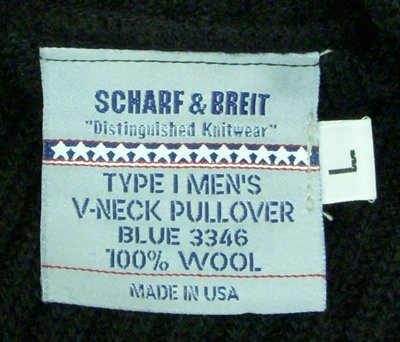 SCHARF & BREIT
"Distinguished Knitwear"
TYPE I MEN'S
V-NECK PULLOVER
BLUE 3346
100% WOOL
MADE IN USA
L